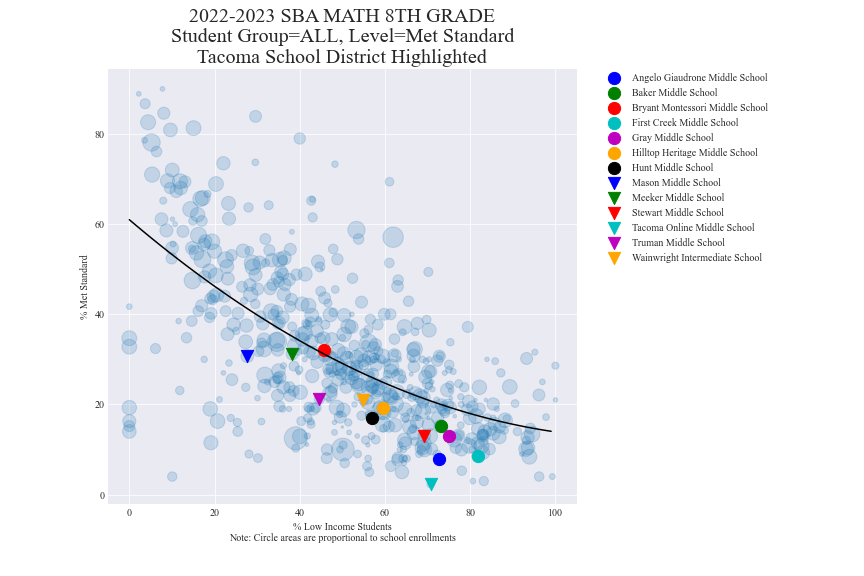 2022-2023 SBA MATH 8TH GRADE
Student Group=ALL, Level=Met Standard
Tacoma School District Highlighted
Angelo Giaudrone Middle School
Baker Middle School
Bryant Montessori Middle School
First Creek Middle School
Gray Middle School
Hilltop Heritage Middle School
Hunt Middle School
Mason Middle School
Meeker Middle School
Stewart Middle School
Tacoma Online Middle School
Truman Middle School
Wainwright Intermediate School
% Met Standard
80
60
40
20
0
0 20 40 60 80 100
% Low Income Students
Note: Circle areas are proportional to school enrollments